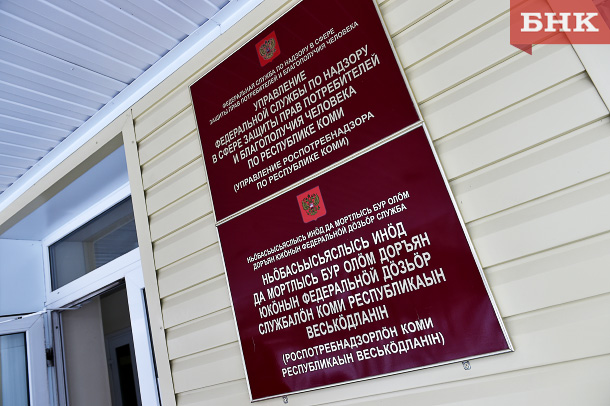 БНК
ФЕДЕРАЛЬНАЯ СЛУЖБА ПО НАДЗОРУ В СФЕРЕ
ЗАЩИТЫ ПРАВ ПОТРЕБИТЕЛЕЙ И БЛАГОПОЛУЧИЯ ЧЕЛОВЕКА
УПРАВЛЕНИЕ
ФЕДЕРАЛЬНОЙ СЛУЖБЫ ПО НАДЗОРУ
В СФЕРЕ ЗАЩИТЫ ПРАВ ПОТРЕБИТЕЛЕЙ
И БЛАГОПОЛУЧИЯ ЧЕЛОВЕКА
ПО РЕСПУБЛИКЕ КОМИ
(УПРАВЛЕНИЕ РОСПОТРЕБНАДЗОРА
ПО РЕСПУБЛИКЕ КОМИ)
НЬӦБАСЬЫСЬЯСЛЫСЬ ИНӦД ДА МОРТЛЫСЬ БУР ОЛӦМ
ДОРЪЯН ЮКӦНЫН ФЕДЕРАЛЬНӦЙ ДОЗЬӦР СЛУЖБА
НЬӦБАСЬЫСЬЯСЛЫСЬ ИНӦД
ДА МОРТЛЫСЬ БУР ОЛӦМ ДОРЪЯН
ЮКӦНЫН ФЕДЕРАЛЬНӦЙ ДОЗЬӦР
СЛУЖБАЛӦН КОМИ РЕСПУБЛИКАЫН
ВЕСЬКӦДЛАНІН
(РОСПОТРЕБНАДЗОРЛӦН КОМИ
РЕСПУБЛИКАЫН ВЕСЬКӦДЛАНІН)